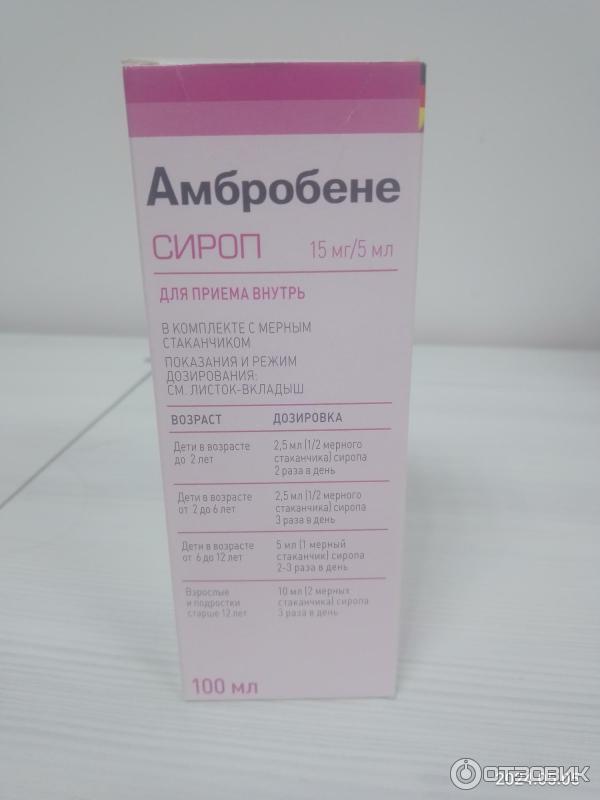 Амбробене
СИРОП 15 мг/5 мл
ДЛЯ ПРИЕМА ВНУТРЬ
В КОМПЛЕКТЕ С МЕРНЫМ
СТАКАНЧИКОМ
ПОКАЗАНИЯ И РЕЖИМ
ДОЗИРОВАНИЯ:
СМ. ЛИСТОК-ВКЛАДЫШ
ВОЗРАСТ ДОЗИРОВКА
Дети в возрасте
до 2 лет
2,5 мл (1/2 мерного
стаканчика) сиропа
2 раза в день
Дети в возрасте
от 2 до 6 лет
2,5 мл (1/2 мерного
стаканчика) сиропа
3 раза в день
Дети в возрасте
от 6 до 12 лет
5 мл (1 мерный
стаканчик) сиропа
2-3 раза в день
Взрослые
и подростки
старше 12 лет
10 мл (2 мерных
стаканчика) сиропа
3 раза в день
100 мл
ОТЗОВИК